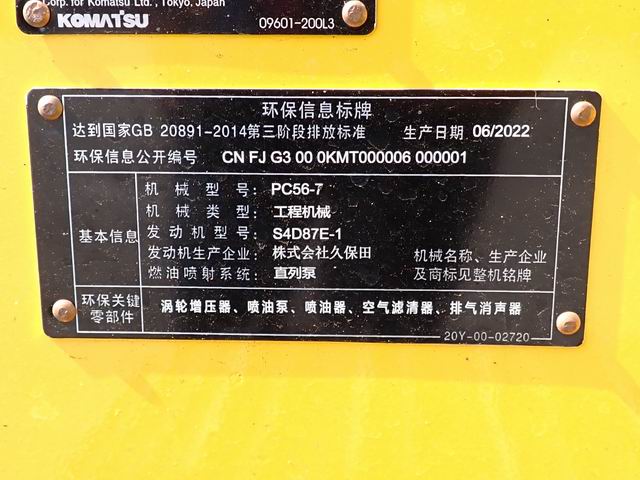 Corp. for Komatsu Ltd., Tokyo, Japan
KOMATSU 09601-200L3
环保信息标牌
达到国家GB 20891-2014第三阶段排放标准 生产日期 06/2022
环保信息公开编号 CN FJ G3 00 0KMT000006 000001
基本信息
机械型号: PC56-7
机械类型: 工程机械
发动机型号: S4D87E-1
发动机生产企业: 株式会社久保田
燃油喷射系统: 直列泵
机械名称、生产企业
及商标见整机铭牌
环保关键
零部件
涡轮增压器、喷油泵、喷油器、空气滤清器、排气消声器
20Y-00-02720